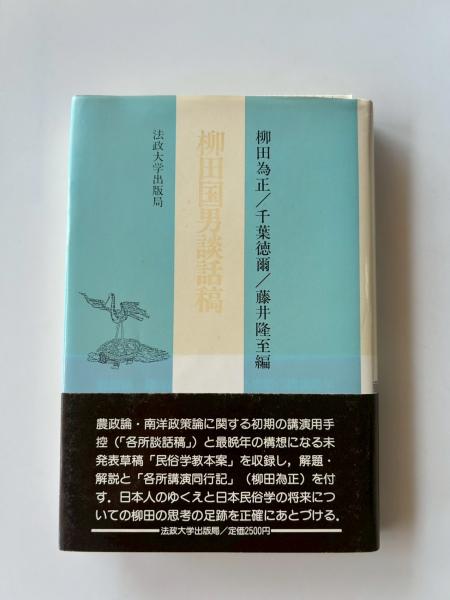 柳田為正／千葉徳爾／藤井隆至編
柳田国男談話稿
法政大学出版局
農政論・南洋政策論に関する初期の講演用手
控（「各所談話稿」）と最晩年の構想になる未
発表草稿「民俗学教本案」を収録し，解題・
解説と「各所講演同行記」（柳田為正）を付
す．日本人のゆくえと日本民俗学の将来につ
いての柳田の思考の足跡を正確にあとづける．
法政大学出版局／定価2500円